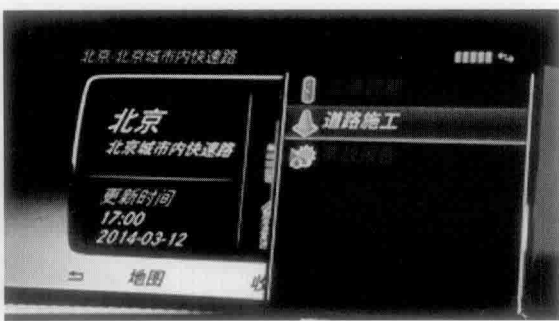 北京-北京城市内快速路
北京
北京城市内快速路
更新时间
17:00
2014-03-12
道路施工
地图
收